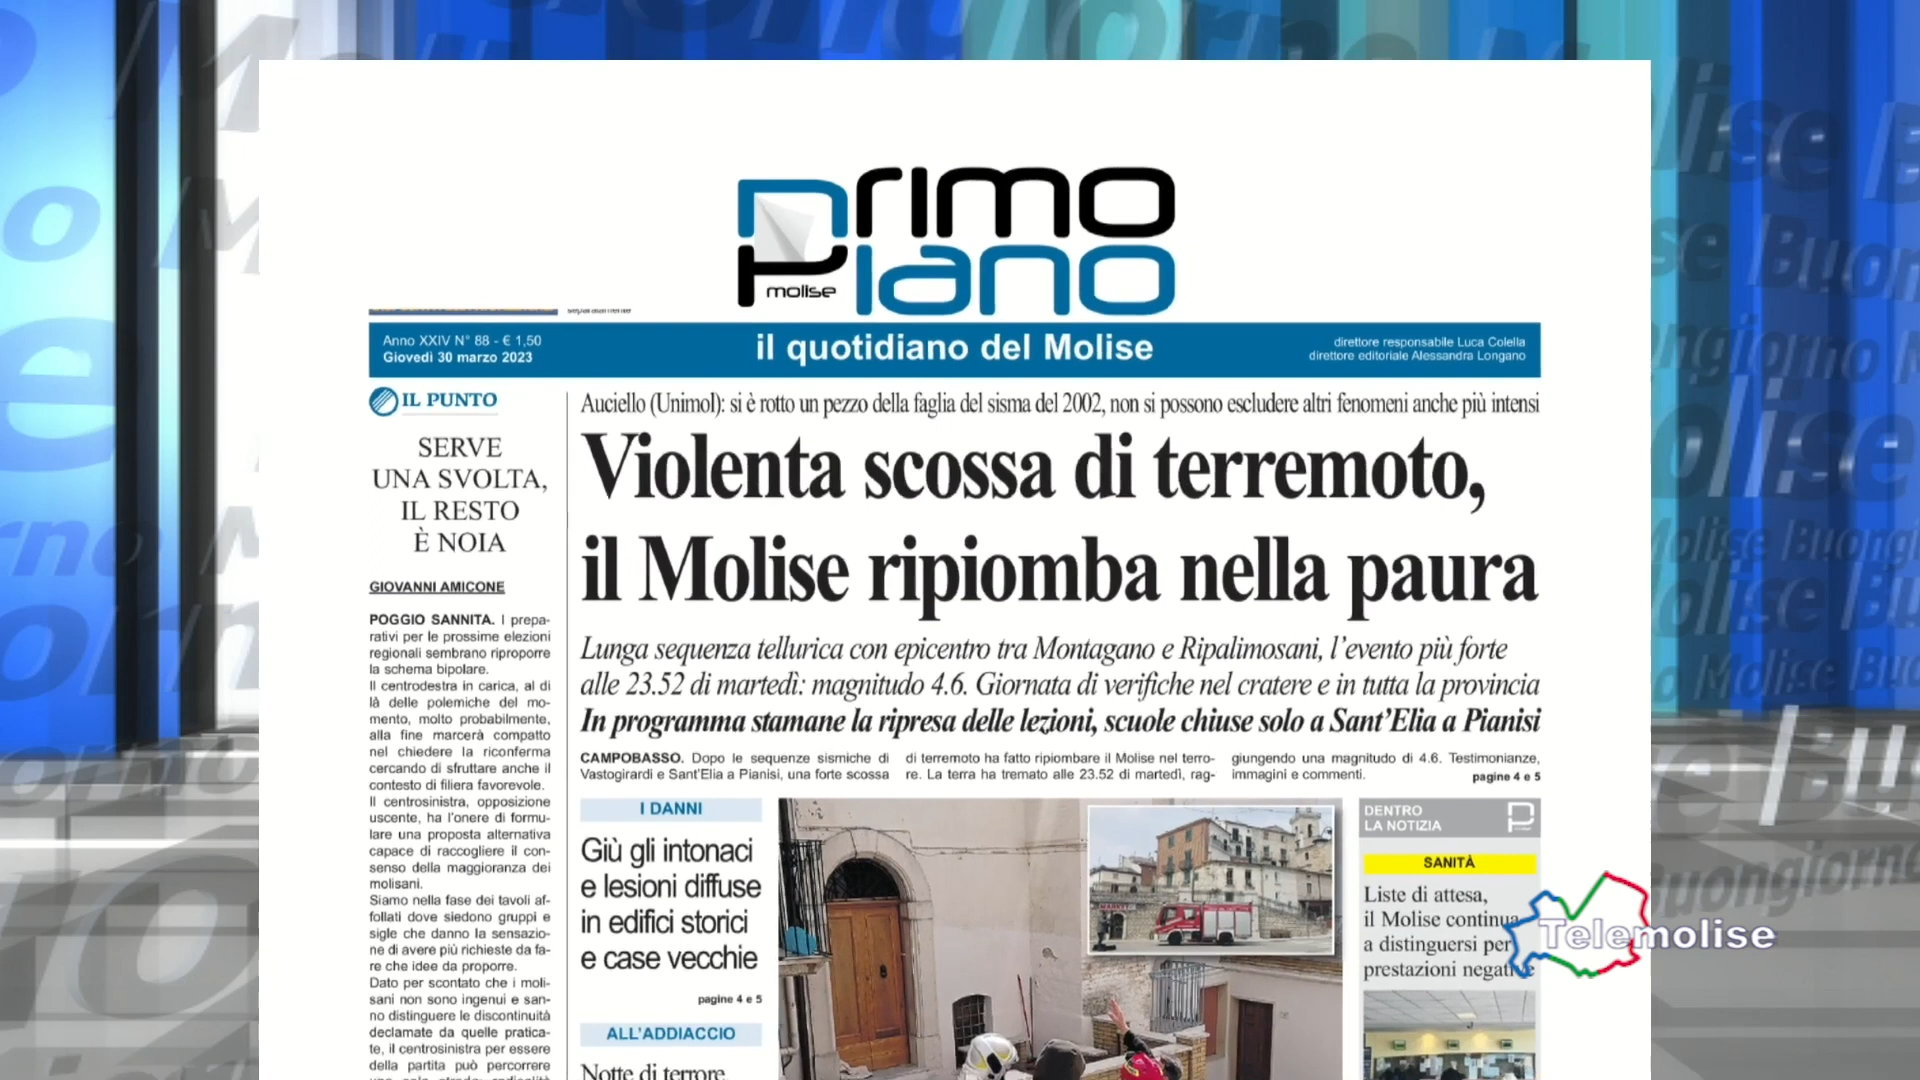 PRIMO
PIANO
molise
separatamente
Anno XXIV N° 88 - € 1,50
Giovedì 30 marzo 2023
il quotidiano del Molise
direttore responsabile Luca Colella
direttore editoriale Alessandra Longano
IL PUNTO
SERVE
UNA SVOLTA,
IL RESTO
È NOIA
GIOVANNI AMICONE
POGGIO SANNITA. I prepa-
rativi per le prossime elezioni
regionali sembrano riproporre
la schema bipolare.
Il centrodestra in carica, al di
là delle polemiche del mo-
mento, molto probabilmente,
alla fine marcerà compatto
nel chiedere la riconferma
cercando di sfruttare anche il
contesto di filiera favorevole.
Il centrosinistra, opposizione
uscente, ha l'onere di formu-
lare una proposta alternativa
capace di raccogliere il con-
senso della maggioranza dei
molisani.
Siamo nella fase dei tavoli af-
follati dove siedono gruppi e
sigle che danno la sensazio-
ne di avere più richieste da fa-
re che idee da proporre.
Dato per scontato che i moli-
sani non sono ingenui e san-
no distinguere le discontinuità
declamate da quelle pratica-
te, il centrosinistra per essere
della partita può percorrere
Auciello (Unimol): si è rotto un pezzo della faglia del sisma del 2002, non si possono escludere altri fenomeni anche più intensi
Violenta scossa di terremoto,
il Molise ripiomba nella paura
Lunga sequenza tellurica con epicentro tra Montagano e Ripalimosani, l'evento più forte
alle 23.52 di martedì: magnitudo 4.6. Giornata di verifiche nel cratere e in tutta la provincia
In programma stamane la ripresa delle lezioni, scuole chiuse solo a Sant'Elia a Pianisi
CAMPOBASSO. Dopo le sequenze sismiche di
Vastogirardi e Sant'Elia a Pianisi, una forte scossa
di terremoto ha fatto ripiombare il Molise nel terro-
re. La terra ha tremato alle 23.52 di martedì, rag-
giungendo una magnitudo di 4.6. Testimonianze,
immagini e commenti.
pagine 4 e 5
I DANNI
Giù gli intonaci
e lesioni diffuse
in edifici storici
e case vecchie
pagine 4 e 5
ALL'ADDIACCIO
Notte di terrore,
DENTRO
LA NOTIZIA
SANITÀ
Liste di attesa,
il Molise continua
a distinguersi per
prestazioni negative
Telemolise